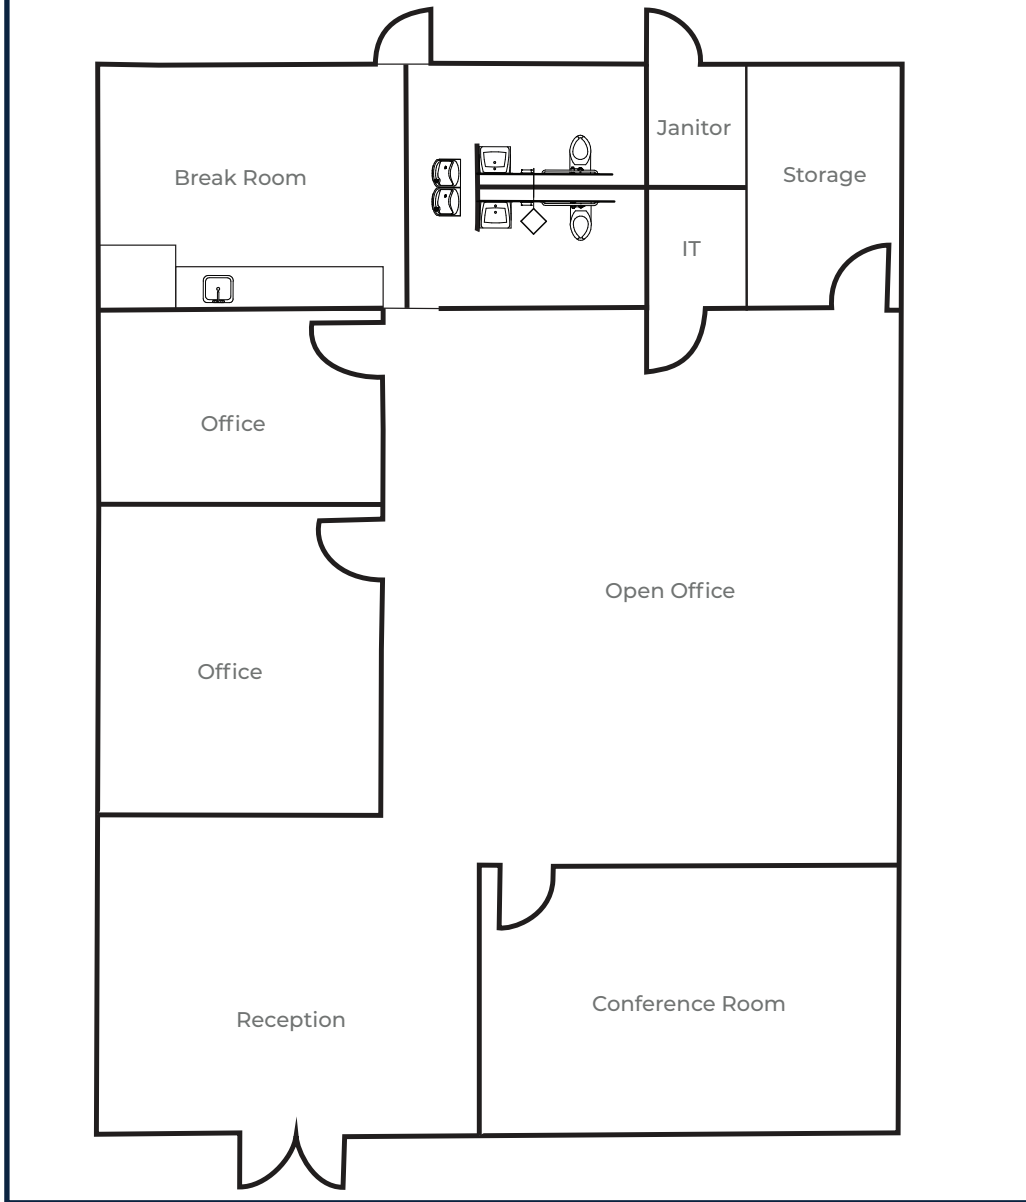 Janitor
Break Room
Storage
IT
Office
Open Office
Office
Conference Room
Reception